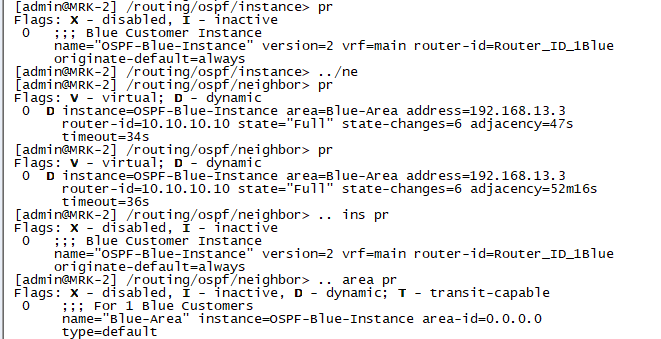 [admin@MRK-2] /routing/ospf/instance> pr
Flags: X - disabled, I - inactive
0 ;;; Blue Customer Instance
name="OSPF-Blue-Instance" version=2 vrf=main router-id=Router_ID_1Blue
originate-default=always
[admin@MRK-2] /routing/ospf/instance> ../ne
[admin@MRK-2] /routing/ospf/neighbor> pr
Flags: V - virtual; D - dynamic
0 D instance=OSPF-Blue-Instance area=Blue-Area address=192.168.13.3
router-id=10.10.10.10 state="Full" state-changes=6 adjacency=47s
timeout=34s
[admin@MRK-2] /routing/ospf/neighbor> pr
Flags: V - virtual; D - dynamic
0 D instance=OSPF-Blue-Instance area=Blue-Area address=192.168.13.3
router-id=10.10.10.10 state="Full" state-changes=6 adjacency=52m16s
timeout=36s
[admin@MRK-2] /routing/ospf/neighbor> .. ins pr
Flags: X - disabled, I - inactive
0 ;;; Blue Customer Instance
name="OSPF-Blue-Instance" version=2 vrf=main router-id=Router_ID_1Blue
originate-default=always
[admin@MRK-2] /routing/ospf/neighbor> .. area pr
Flags: X - disabled, I - inactive, D - dynamic; T - transit-capable
0 ;;; For 1 Blue Customers
name="Blue-Area" instance=OSPF-Blue-Instance area-id=0.0.0.0
type=default